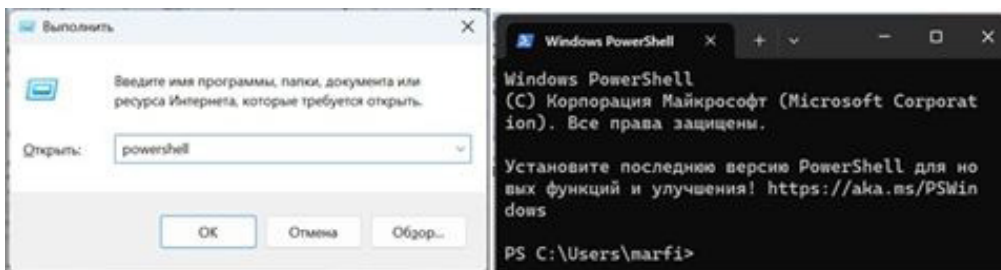 Выполнить
Введите имя программы, папки, документа или
ресурса Интернета, которые требуется открыть.
Открыть:
powershell
ОК
Отмена
Обзор...
Windows PowerShell
Windows PowerShell
(C) Корпорация Майкрософт (Microsoft Corporat
ion). Все права защищены.
Установите последнюю версию PowerShell для но
вых функций и улучшения! https://aka.ms/PSWin
dows
PS C:\Users\marfi>